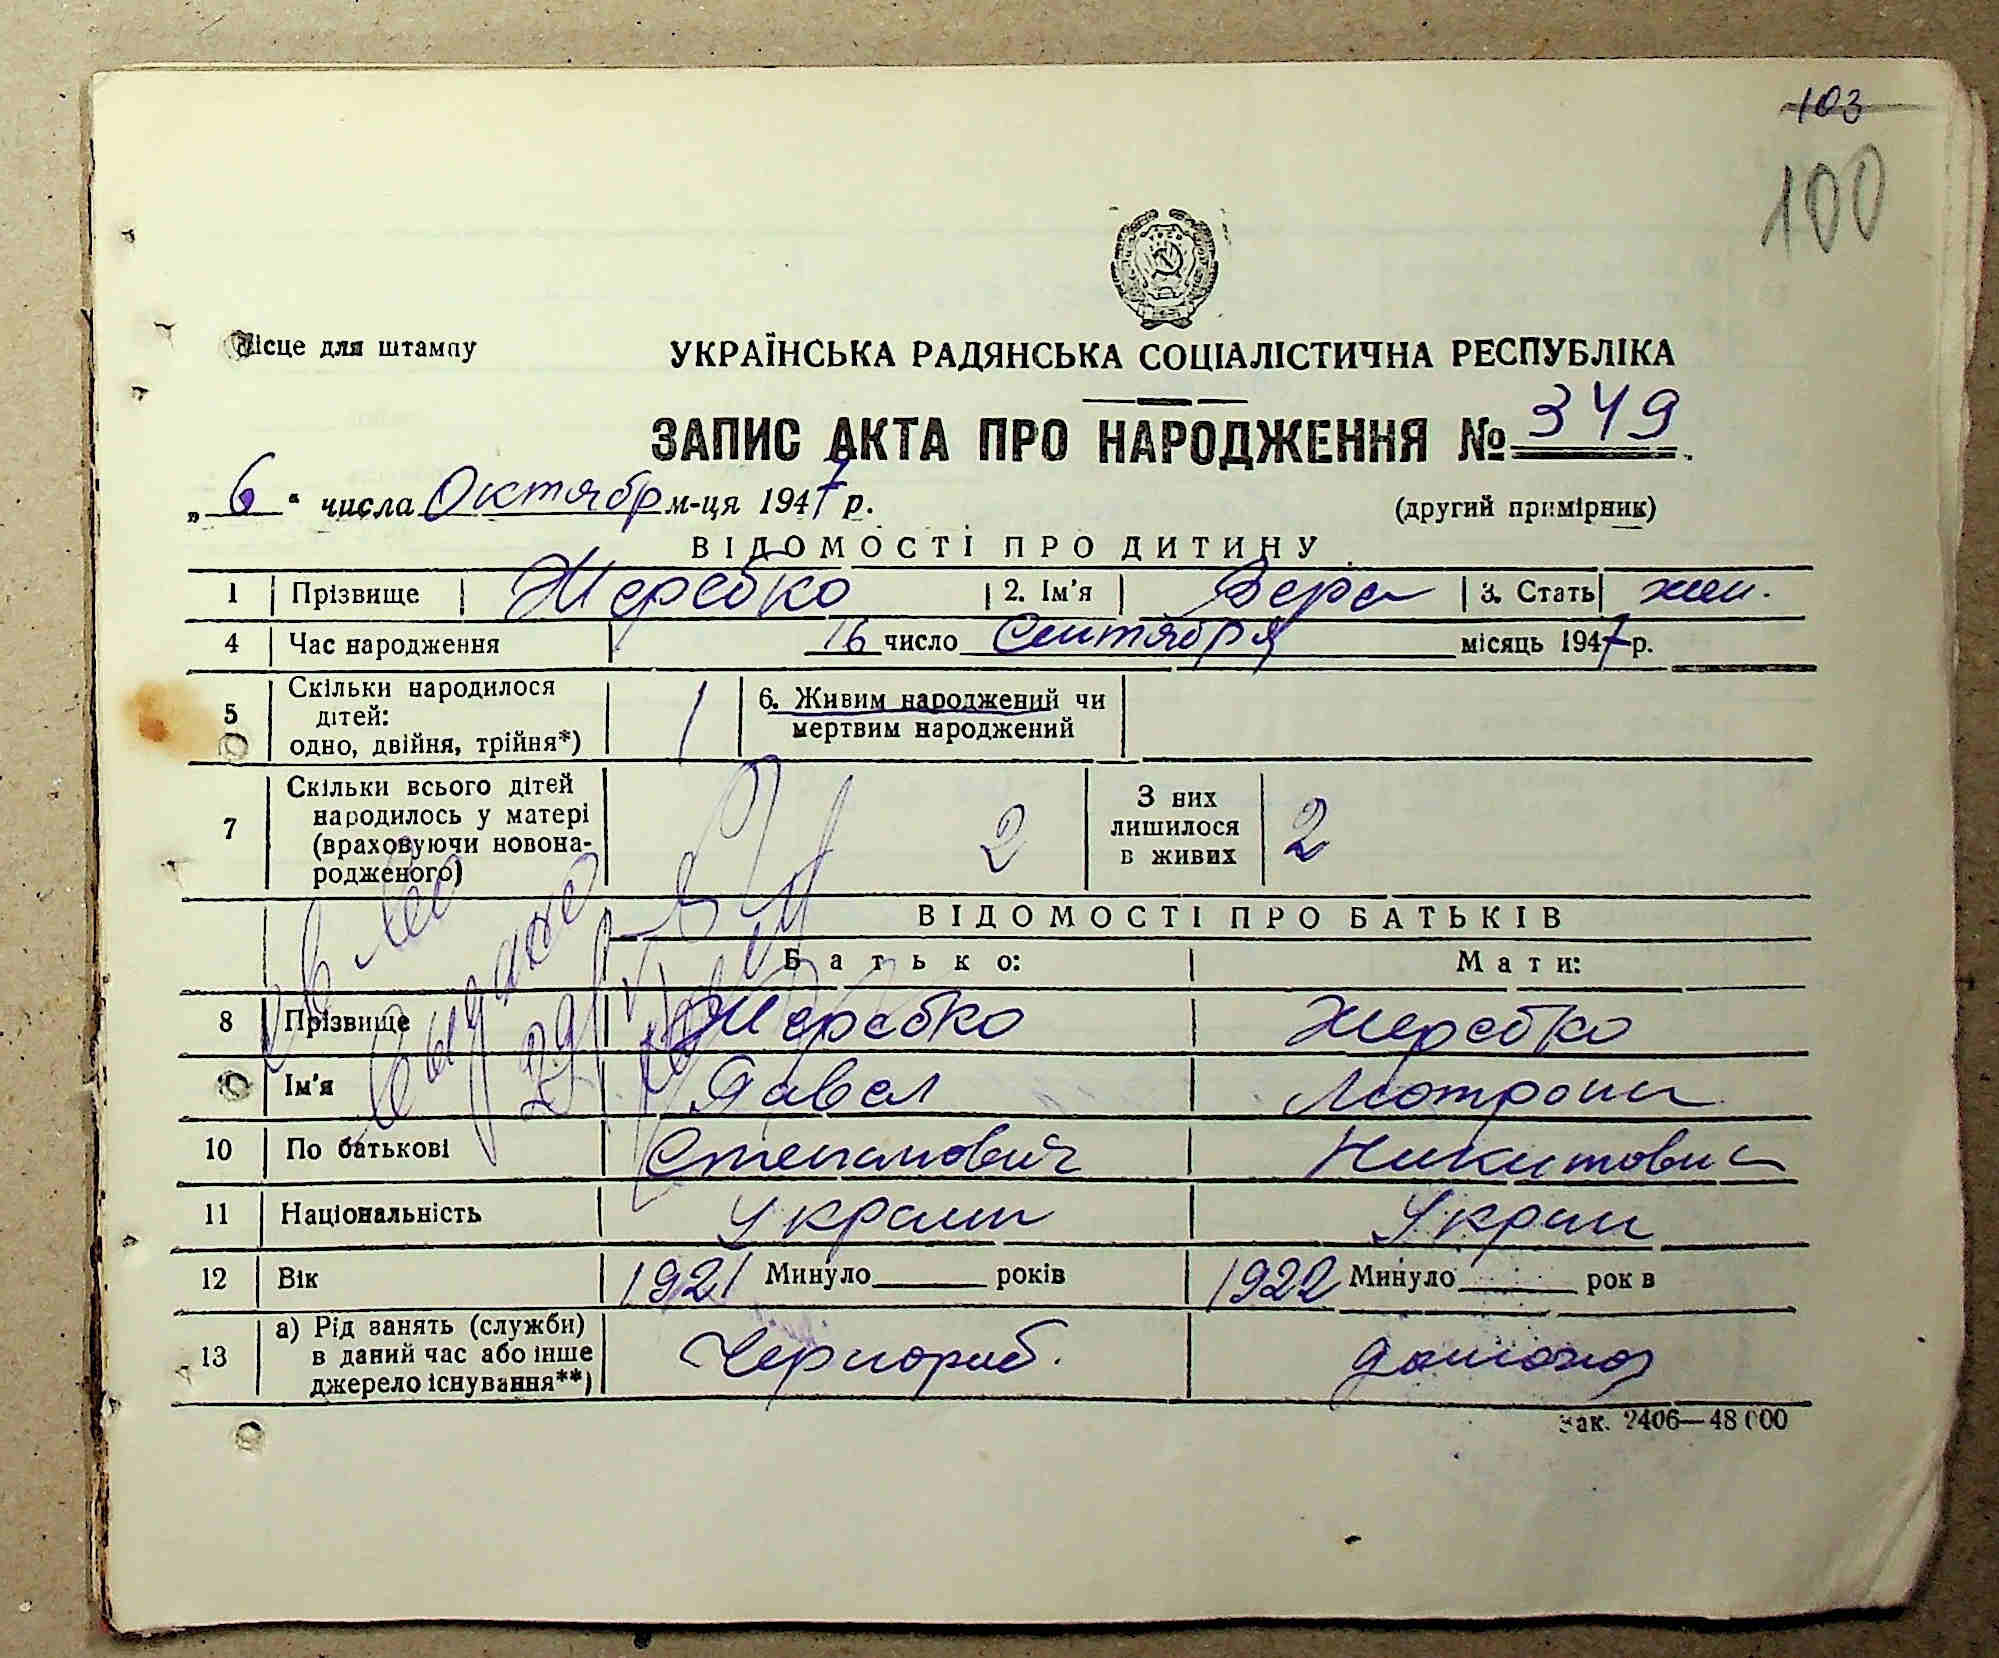 103
100
Місце для штампу
УКРАЇНСЬКА РАДЯНСЬКА СОЦІАЛІСТИЧНА РЕСПУБЛІКА
ЗАПИС АКТА ПРО НАРОДЖЕННЯ № 349
„ 6 “ числа Октябр м-ця 1947 р. (другий примірник)
ВІДОМОСТІ ПРО ДИТИНУ
1 Прізвище Жеребко 2. Ім'я Вера 3. Стать жен.
4 Час народження 16 число Сентября місяць 1947 р.
5 Скільки народилося дітей: одно, двійня, трійня*) 1 6. Живим народжений чи мертвим народжений
7 Скільки всього дітей народилось у матері (враховуючи новонародженого) 2 З них лишилося в живих 2
ВІДОМОСТІ ПРО БАТЬКІВ
Батько: Мати:
8 Прізвище Жеребко Жеребко
Ім'я Павел Мотрона
10 По батькові Степанович Никитовна
11 Національність Украин Украин
12 Вік 1921 Минуло років 1922 Минуло рок в
13 а) Рід занять (служби) в даний час або інше джерело існування**) Чернораб. домохоз
Зак. 2406—48 000